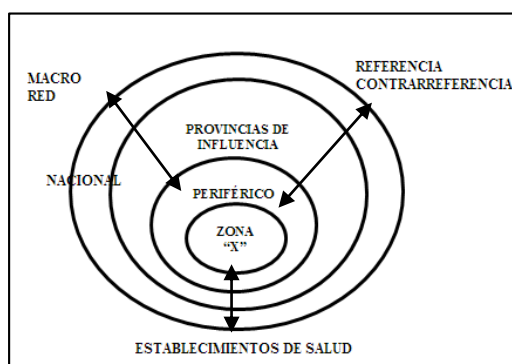 MACRO
RED
REFERENCIA
CONTRARREFERENCIA
PROVINCIAS DE
INFLUENCIA
NACIONAL
PERIFÉRICO
ZONA
“X”
ESTABLECIMIENTOS DE SALUD